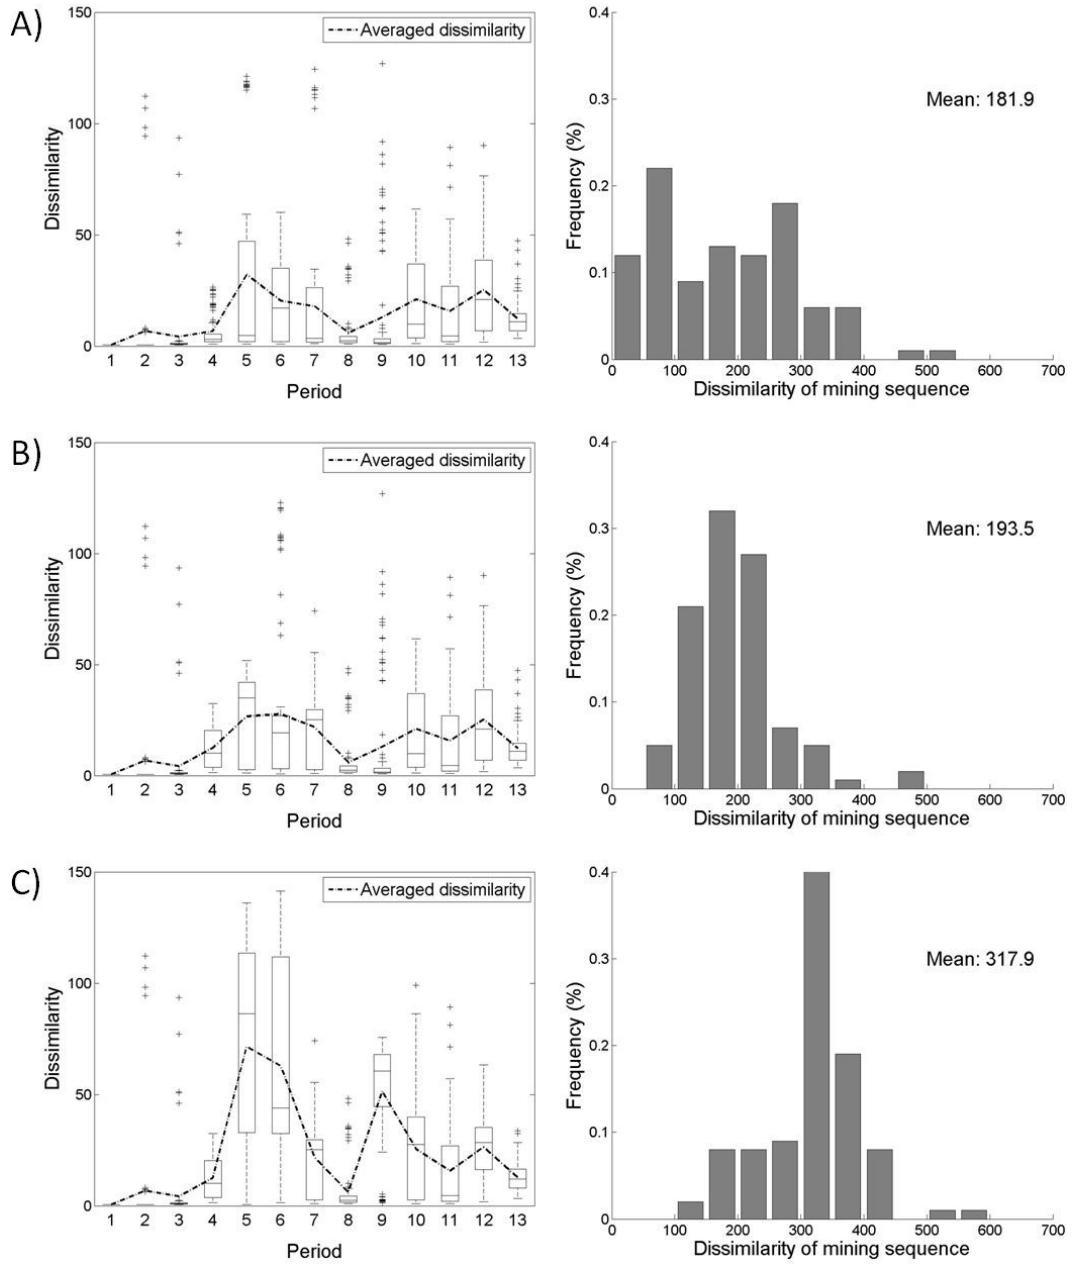 A)
Averaged dissimilarity
150
100
50
0
Dissimilarity
1 2 3 4 5 6 7 8 9 10 11 12 13
Period
0.4
0.3
0.2
0.1
0
Frequency (%)
Mean: 181.9
0 100 200 300 400 500 600 700
Dissimilarity of mining sequence
B)
Averaged dissimilarity
150
100
50
0
Dissimilarity
1 2 3 4 5 6 7 8 9 10 11 12 13
Period
0.4
0.3
0.2
0.1
0
Frequency (%)
Mean: 193.5
0 100 200 300 400 500 600 700
Dissimilarity of mining sequence
C)
Averaged dissimilarity
150
100
50
0
Dissimilarity
1 2 3 4 5 6 7 8 9 10 11 12 13
Period
0.4
0.3
0.2
0.1
0
Frequency (%)
Mean: 317.9
0 100 200 300 400 500 600 700
Dissimilarity of mining sequence